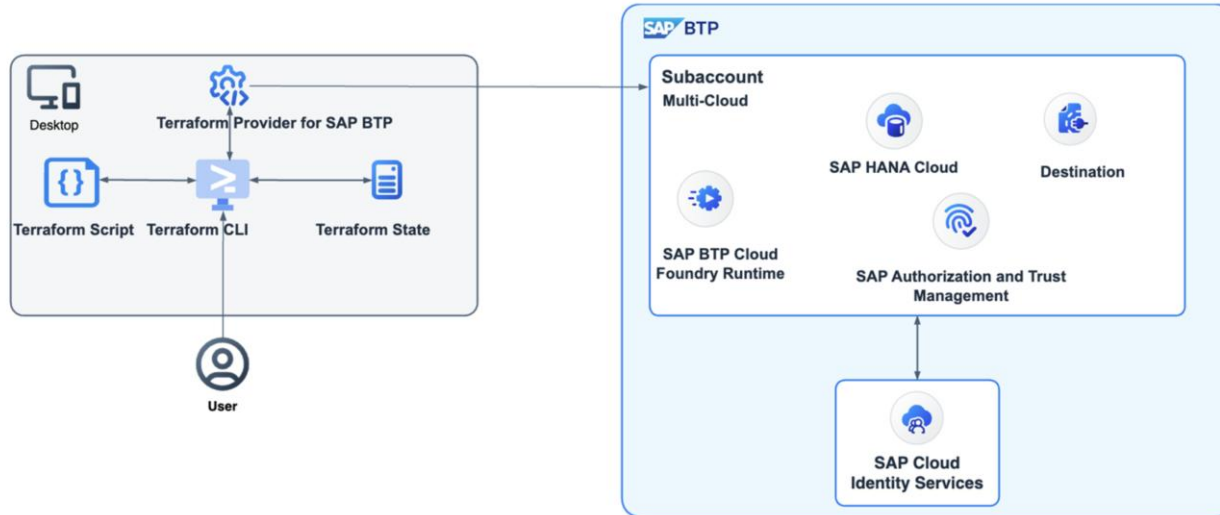 SAP BTP
Desktop
Terraform Provider for SAP BTP
Terraform Script
Terraform CLI
Terraform State
User
Subaccount
Multi-Cloud
SAP HANA Cloud
Destination
SAP BTP Cloud
Foundry Runtime
SAP Authorization and Trust
Management
SAP Cloud
Identity Services